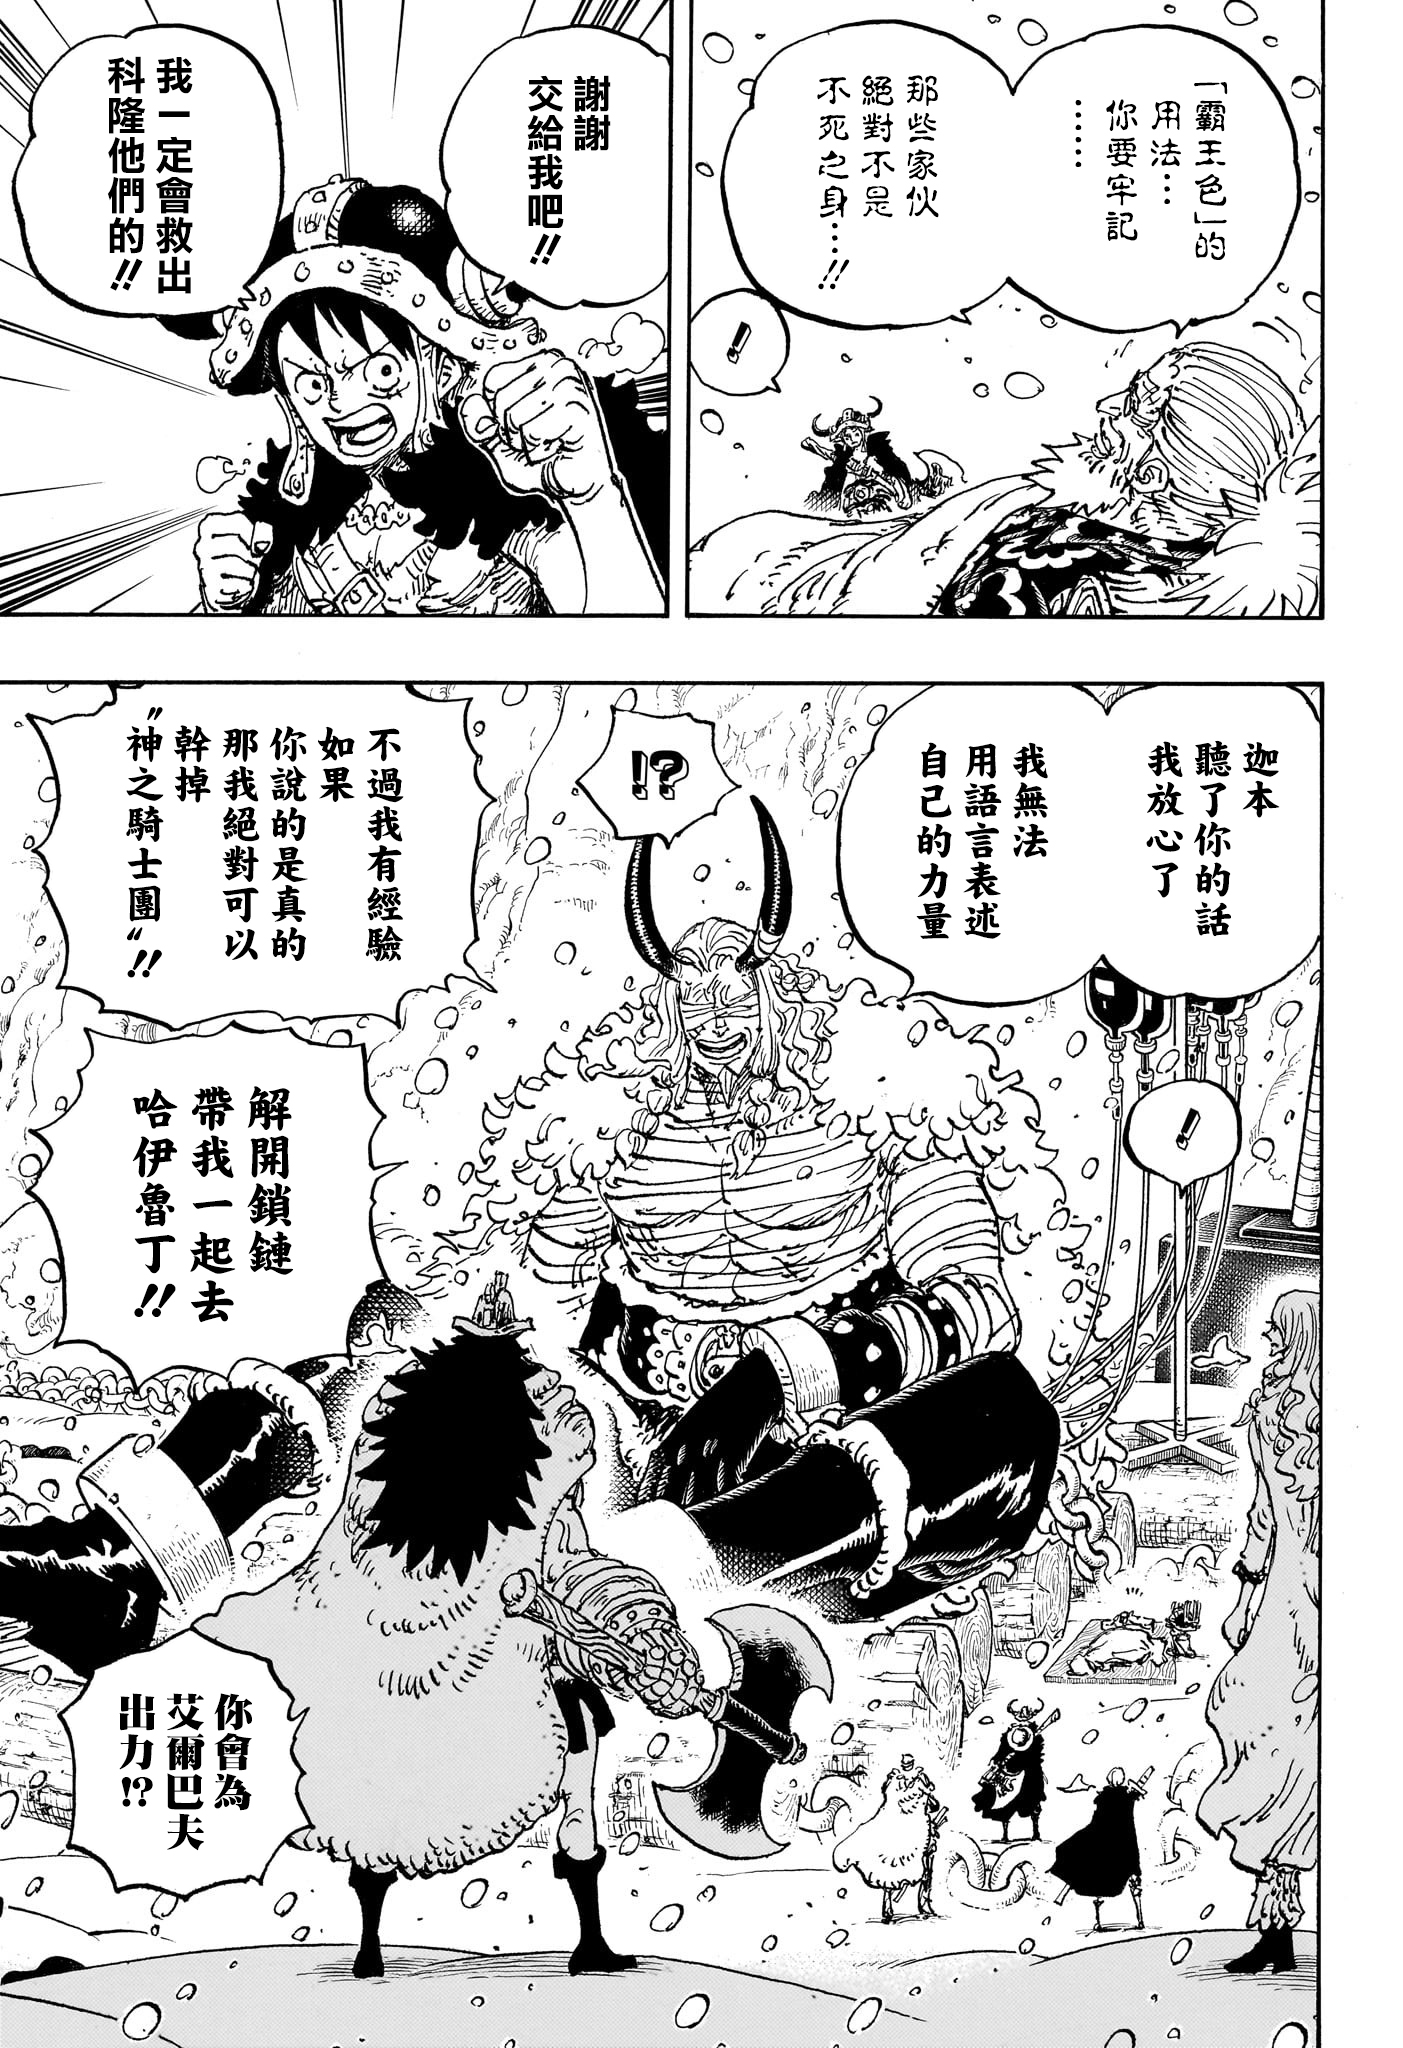 「霸王色」的
用法…
你要牢記
……
那些家伙
絕對不是
不死之身…!!
!
謝謝
交給我吧!!
我一定會救出
科隆他們的!!
迦本
聽了你的話
我放心了
我無法
用語言表述
自己的力量
!
!?
不過我有經驗
如果
你說的是真的
那我絕對可以
幹掉
〝神之騎士團〞!!
解開鎖鏈
帶我一起去
哈伊魯丁!!
你會為
艾爾巴夫
出力!?